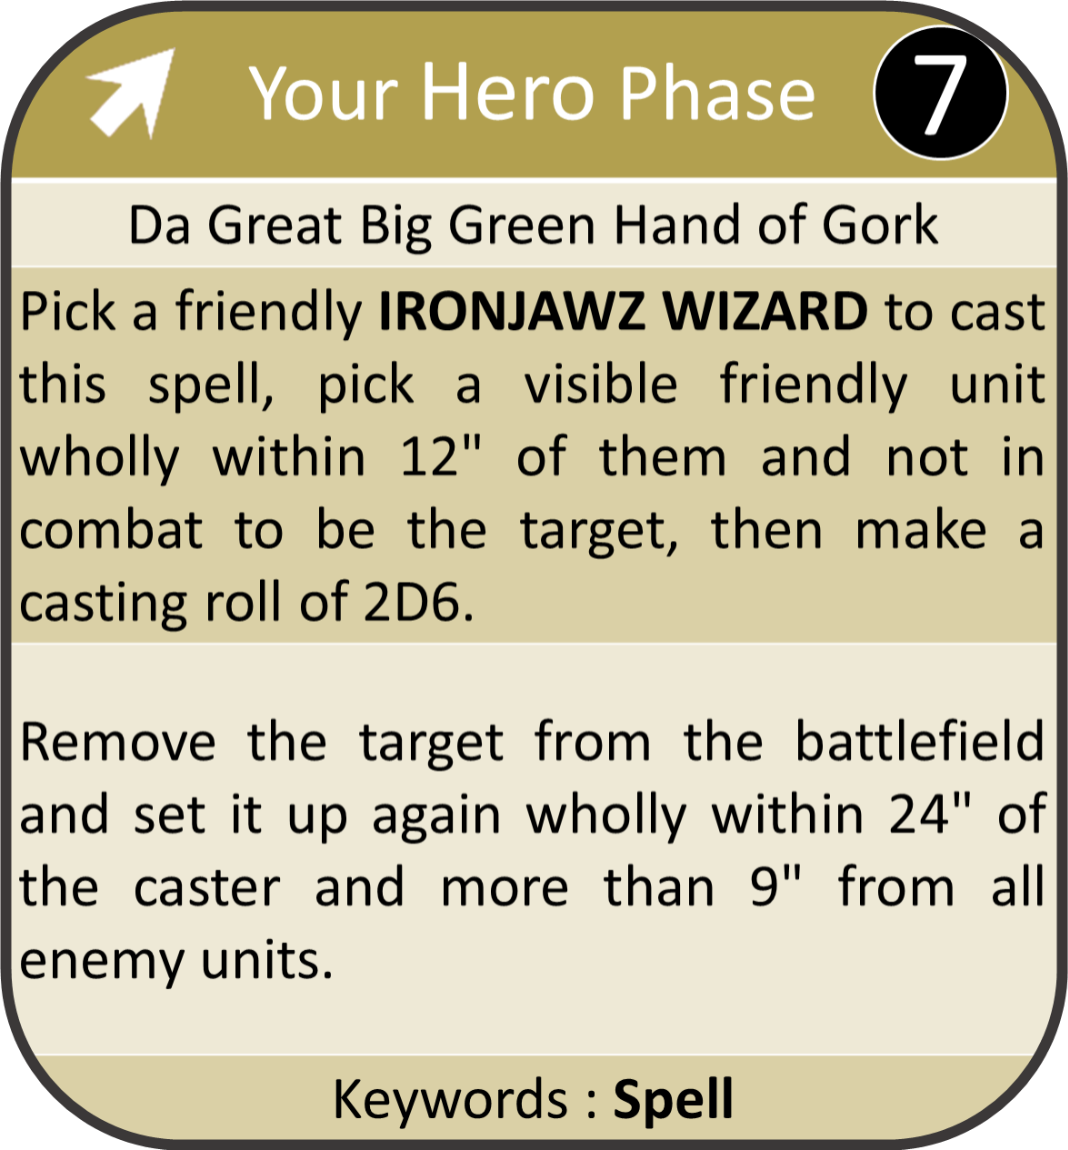 Your Hero Phase 7
Da Great Big Green Hand of Gork
Pick a friendly IRONJAWZ WIZARD to cast
this spell, pick a visible friendly unit
wholly within 12" of them and not in
combat to be the target, then make a
casting roll of 2D6.
Remove the target from the battlefield
and set it up again wholly within 24" of
the caster and more than 9" from all
enemy units.
Keywords : Spell